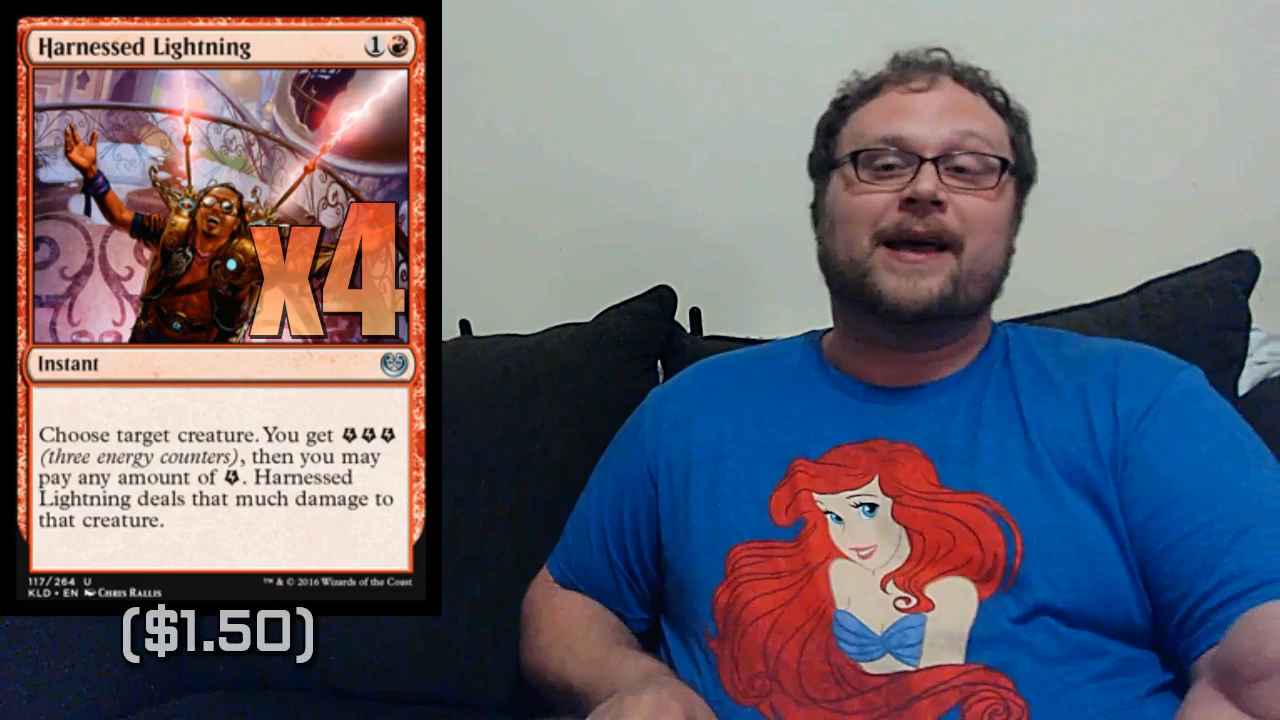 Harnessed Lightning 1
x4
Instant
Choose target creature. You get
(three energy counters), then you may
pay any amount of . Harnessed
Lightning deals that much damage to
that creature.
117/264 U
KLD • EN Chris Rallis
™ & © 2016 Wizards of the Coast
($1.50)